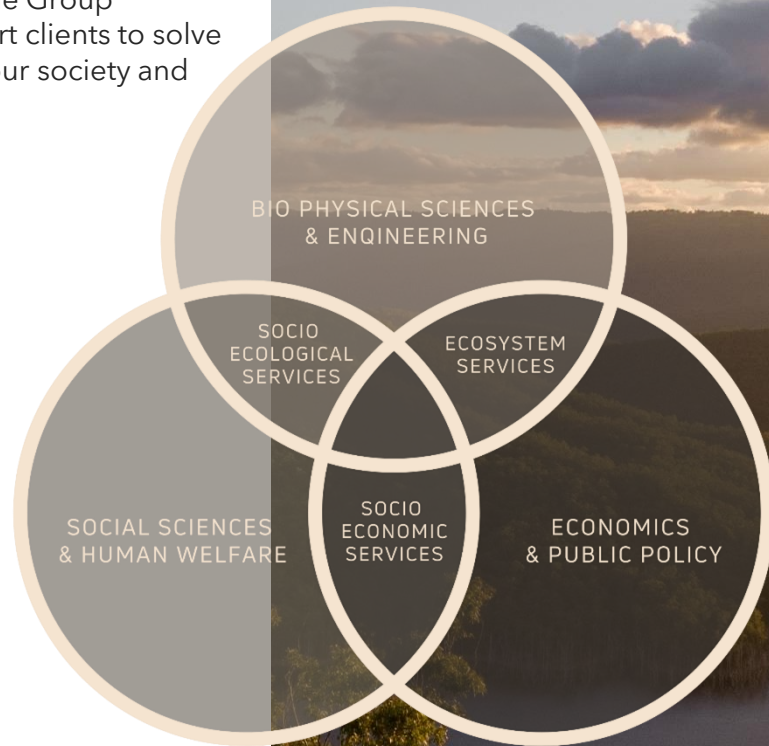 e Group
rt clients to solve
our society and
BIO PHYSICAL SCIENCES
& ENQINEERING
SOCIO
ECOLOGICAL
SERVICES
ECOSYSTEM
SERVICES
SOCIAL SCIENCES
& HUMAN WELFARE
SOCIO
ECONOMIC
SERVICES
ECONOMICS
& PUBLIC POLICY